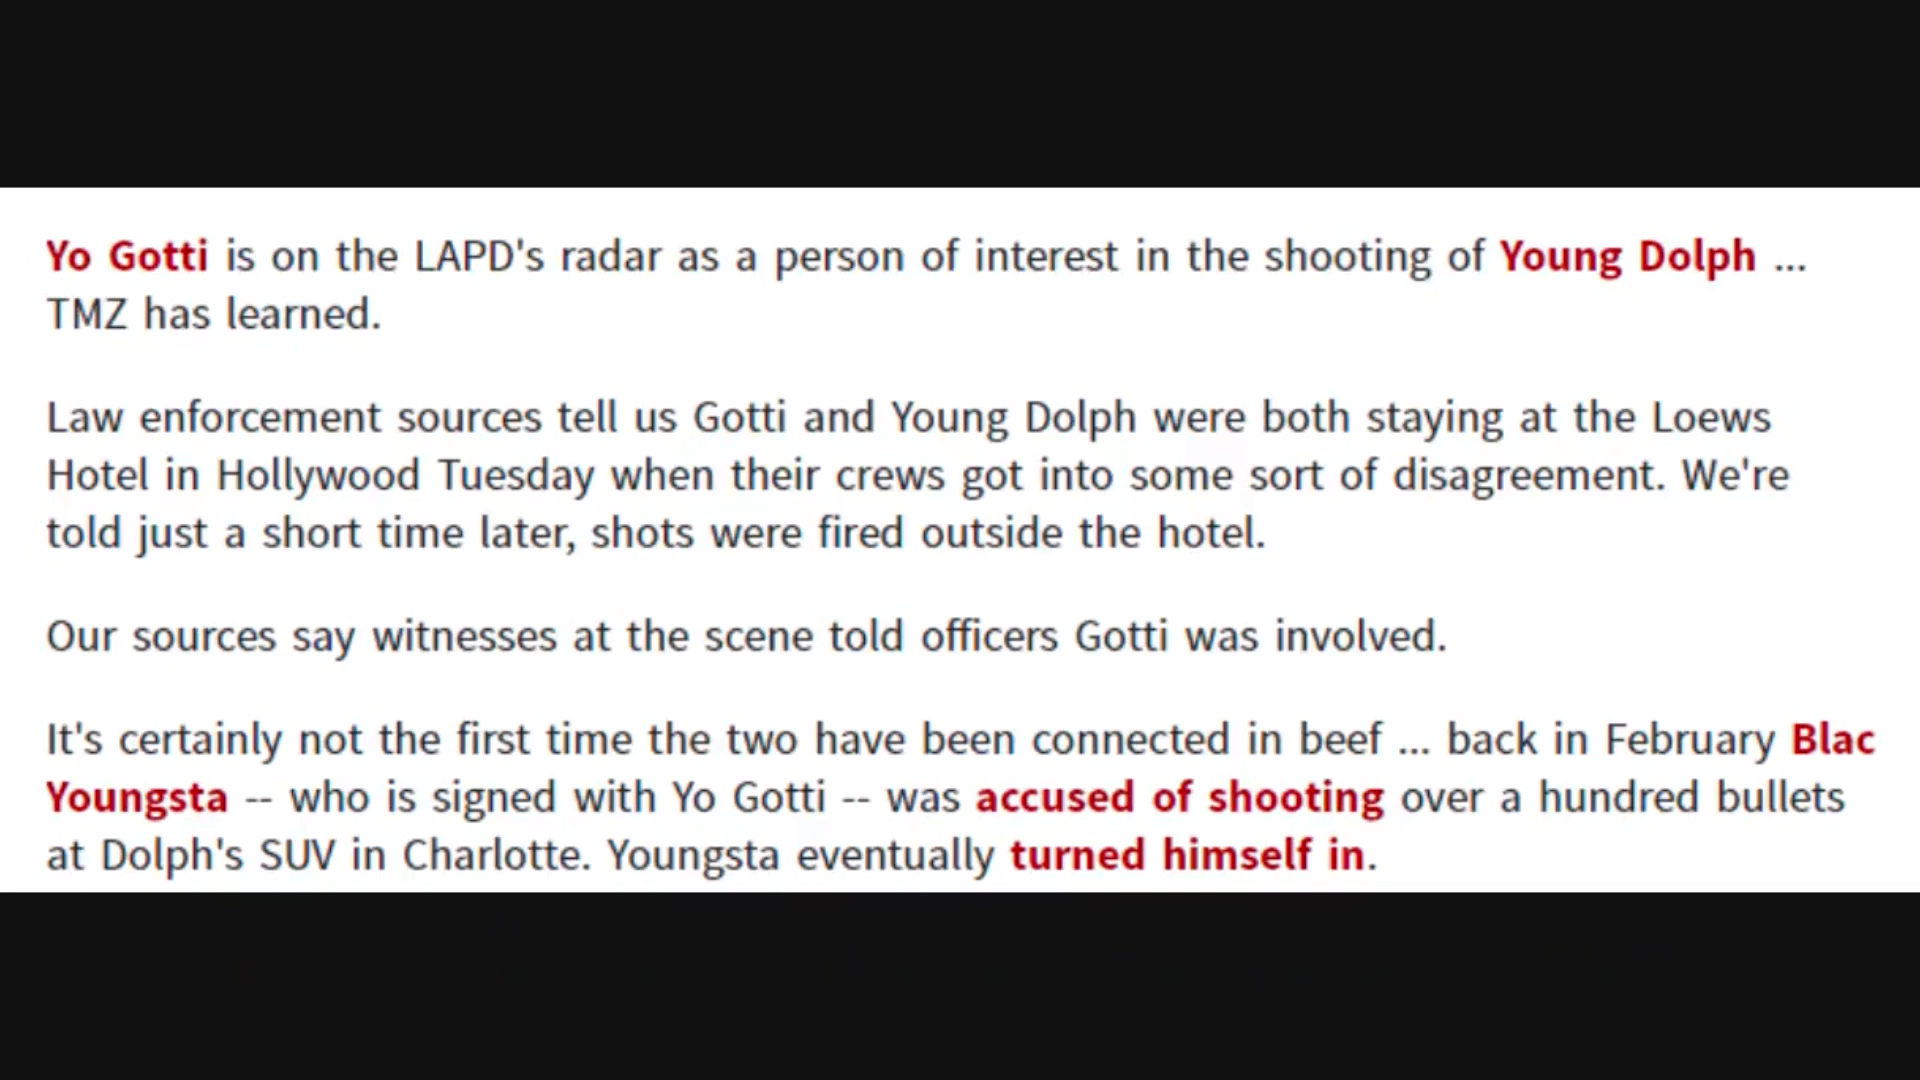 Yo Gotti is on the LAPD's radar as a person of interest in the shooting of Young Dolph ...
TMZ has learned.
Law enforcement sources tell us Gotti and Young Dolph were both staying at the Loews
Hotel in Hollywood Tuesday when their crews got into some sort of disagreement. We're
told just a short time later, shots were fired outside the hotel.
Our sources say witnesses at the scene told officers Gotti was involved.
It's certainly not the first time the two have been connected in beef ... back in February Blac
Youngsta -- who is signed with Yo Gotti -- was accused of shooting over a hundred bullets
at Dolph's SUV in Charlotte. Youngsta eventually turned himself in.